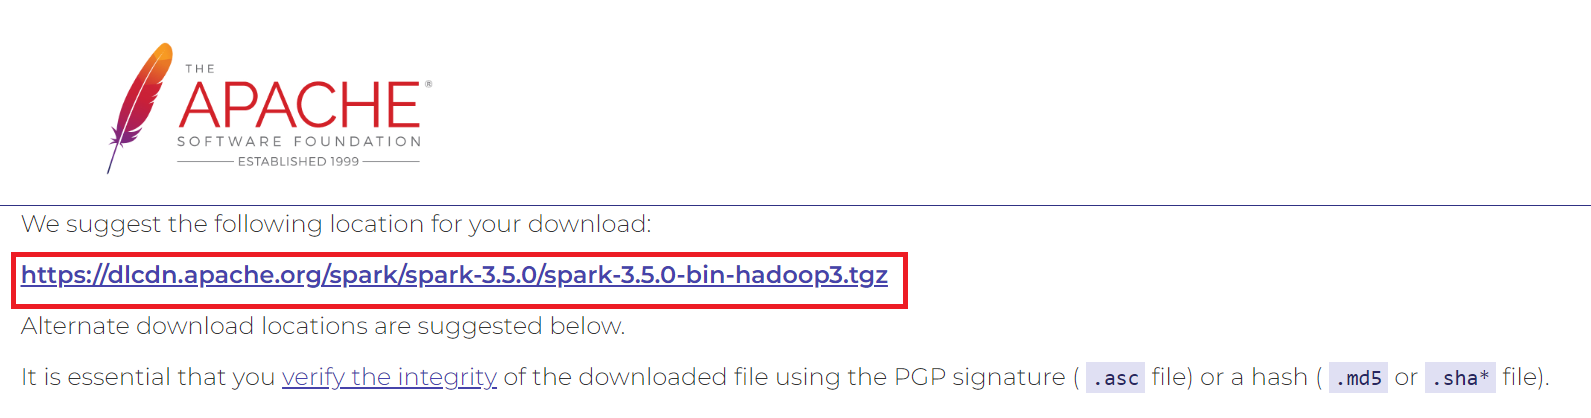 THE
APACHE®
SOFTWARE FOUNDATION
ESTABLISHED 1999
We suggest the following location for your download:
https://dlcdn.apache.org/spark/spark-3.5.0/spark-3.5.0-bin-hadoop3.tgz
Alternate download locations are suggested below.
It is essential that you verify the integrity of the downloaded file using the PGP signature ( .asc file) or a hash ( .md5 or .sha* file).